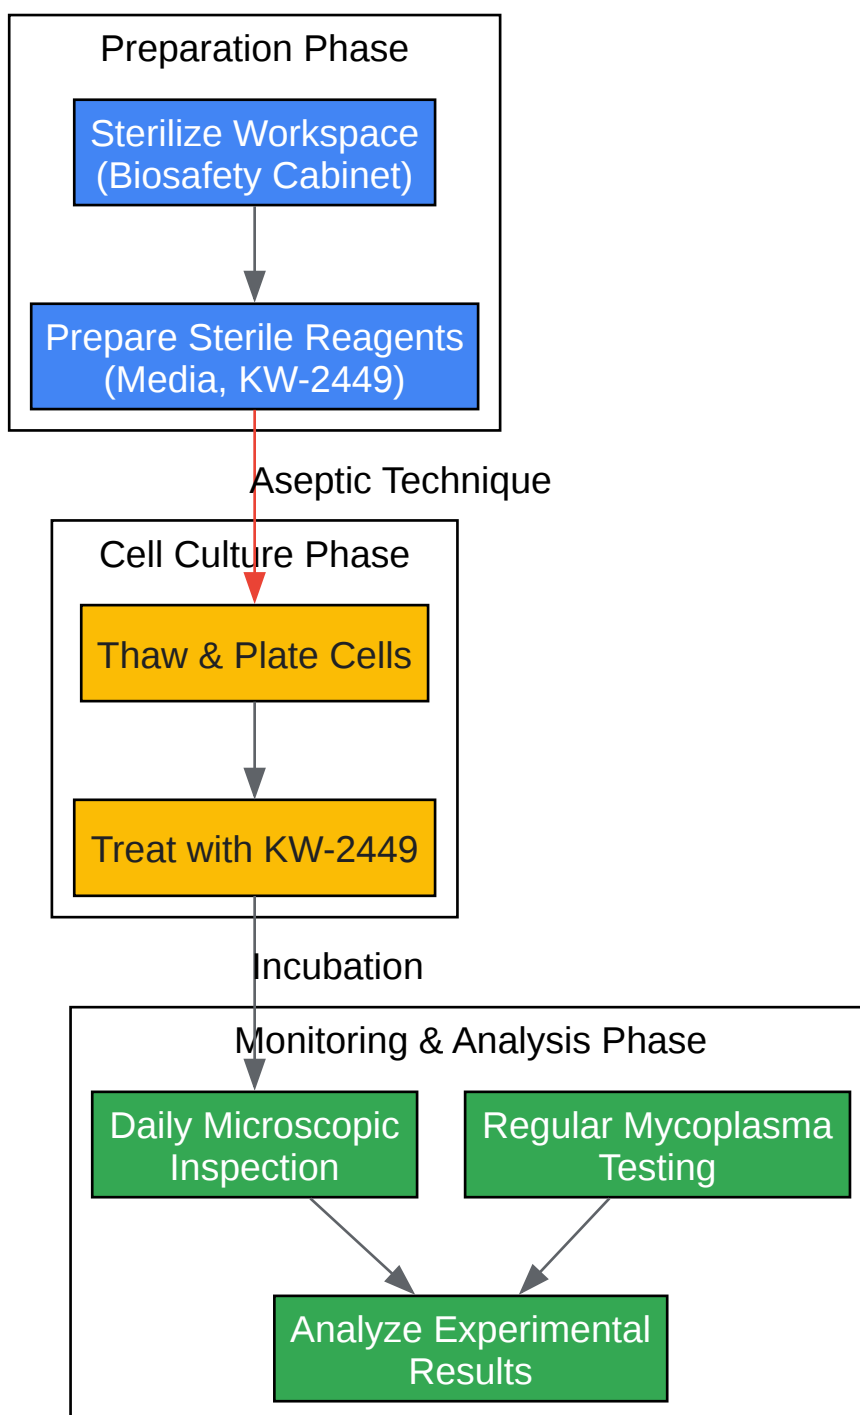 Preparation Phase
Sterilize Workspace
(Biosafety Cabinet)
Prepare Sterile Reagents
(Media, KW-2449)
Aseptic Technique
Cell Culture Phase
Thaw & Plate Cells
Treat with KW-2449
Incubation
Monitoring & Analysis Phase
Daily Microscopic
Inspection
Regular Mycoplasma
Testing
Analyze Experimental
Results